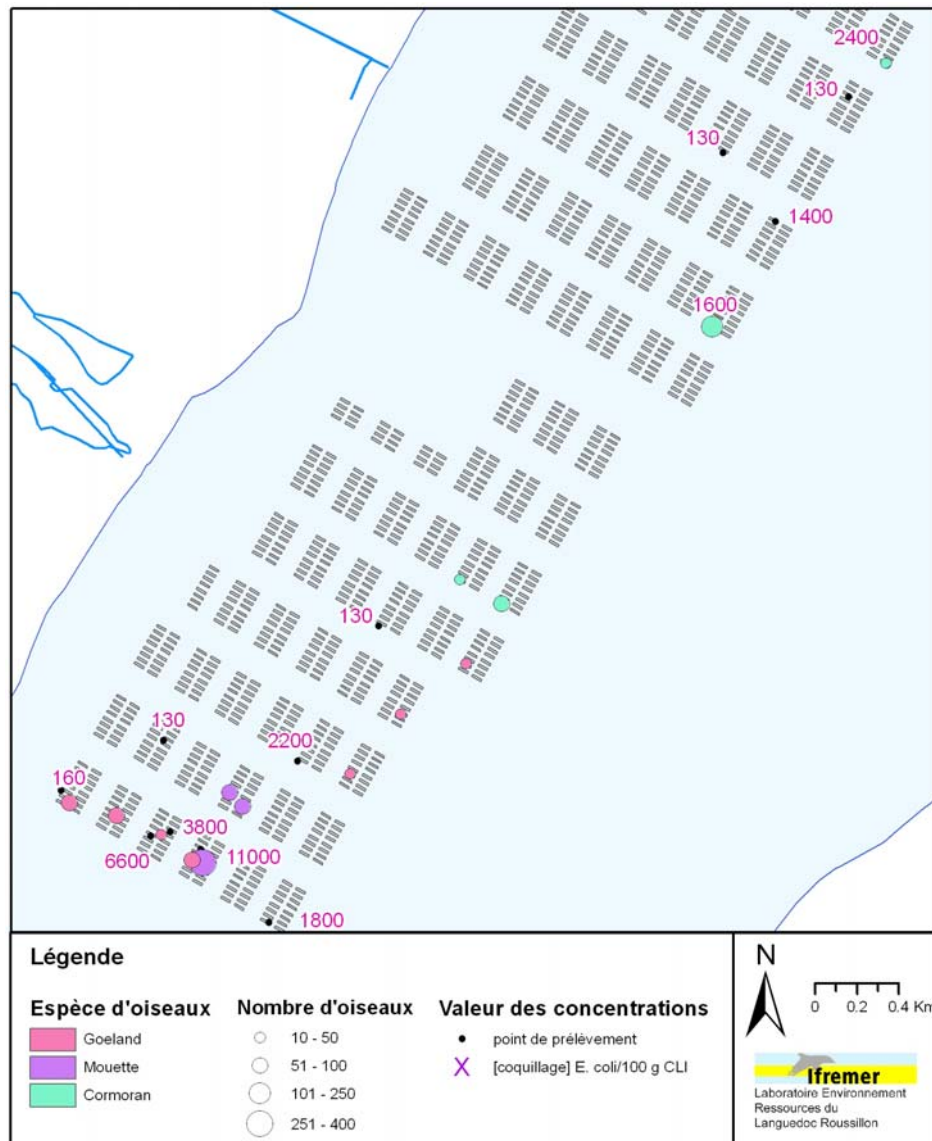 2400
130
130
1400
1600
130
130
2200
160
3800
6600
11000
1800
Légende
Espèce d'oiseaux
Goeland
Mouette
Cormoran
Nombre d'oiseaux
10 - 50
51 - 100
101 - 250
251 - 400
Valeur des concentrations
point de prélèvement
X [coquillage] E. coli/100 g CLI
N
0 0.2 0.4 Km
Ifremer
Laboratoire Environnement
Ressources du
Languedoc Roussillon